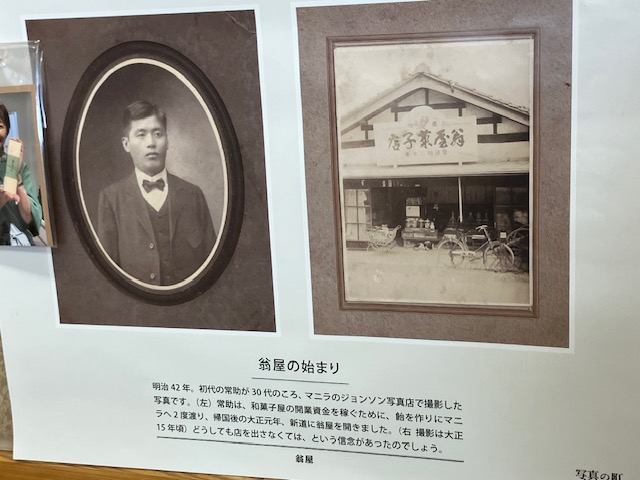 翁屋菓子店
翁屋の始まり
明治 42 年。初代の常助が 30 代のころ、マニラのジョンソン写真店で撮影した
写真です。（左）常助は、和菓子屋の開業資金を稼ぐために、飴を作りにマニ
ラへ 2 度渡り、帰国後の大正元年、新道に翁屋を開きました。（右 撮影は大正
15 年頃）どうしても店を出さなくては、という信念があったのでしょう。
翁屋
写真の町